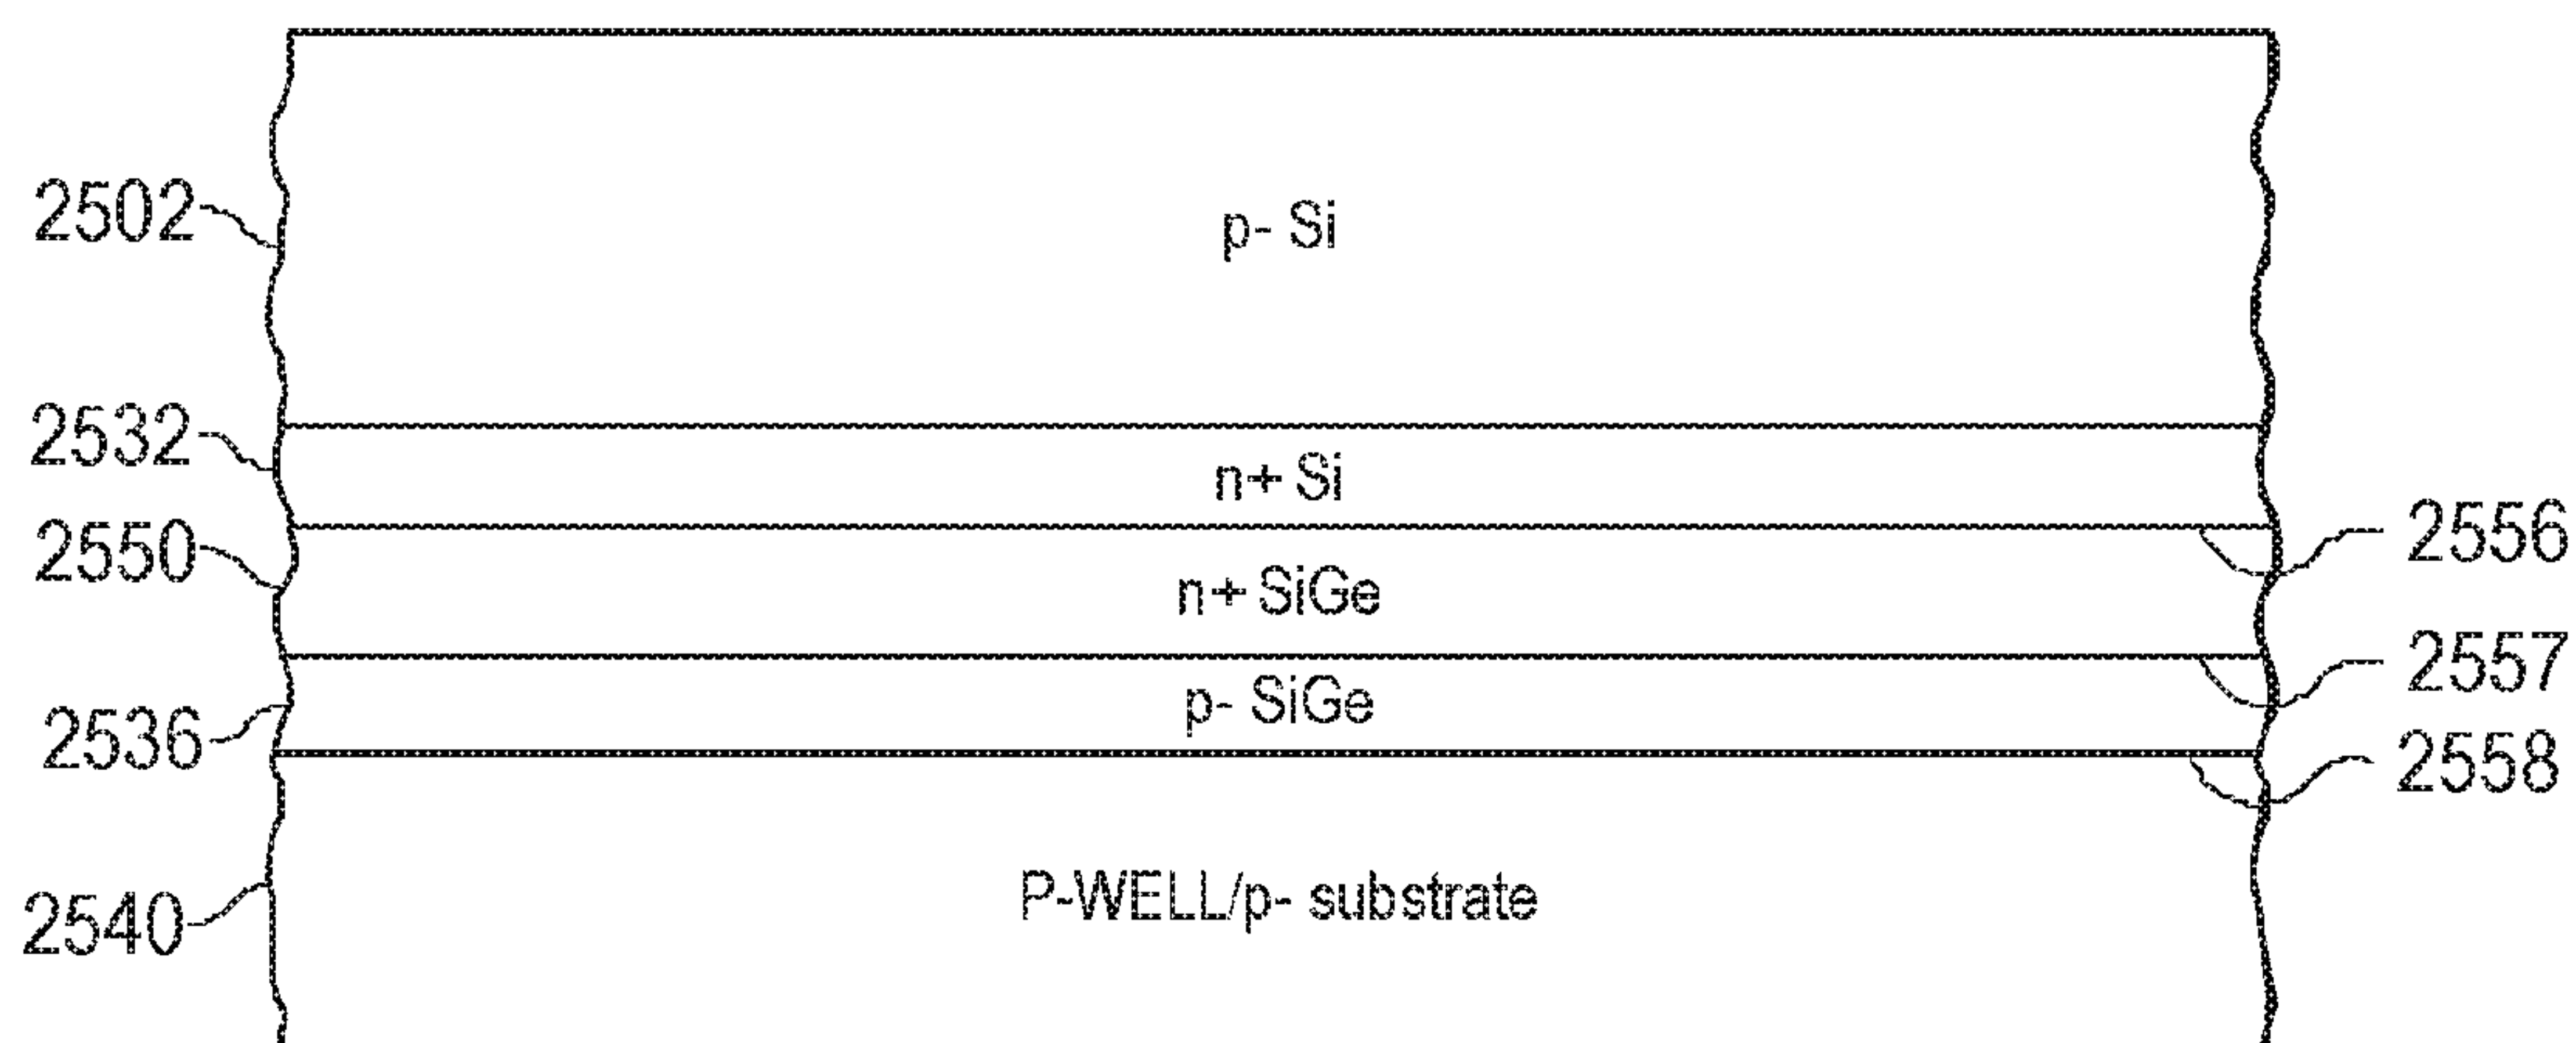 2502
p- Si
2532
n+ Si
2550
2556
n+ SiGe
2557
p- SiGe
2536
2558
P-WELL/p- substrate
2540